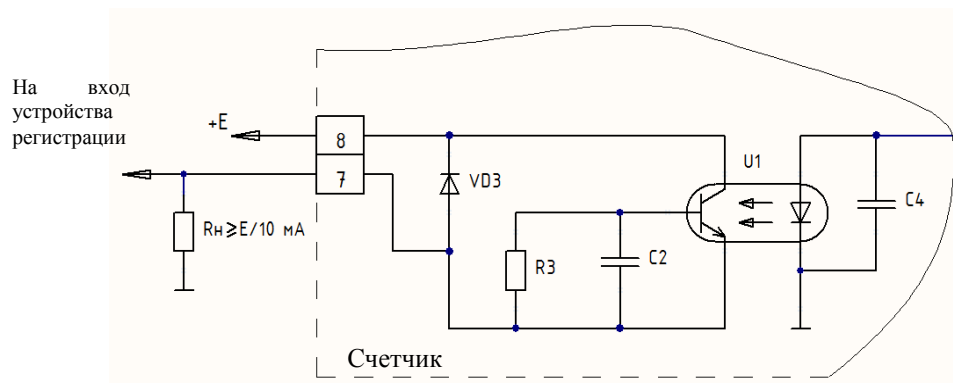 На вход
устройства
регистрации
+E
8
7
Rн≥E/10 мА
VD3
R3
C2
U1
C4
Счетчик